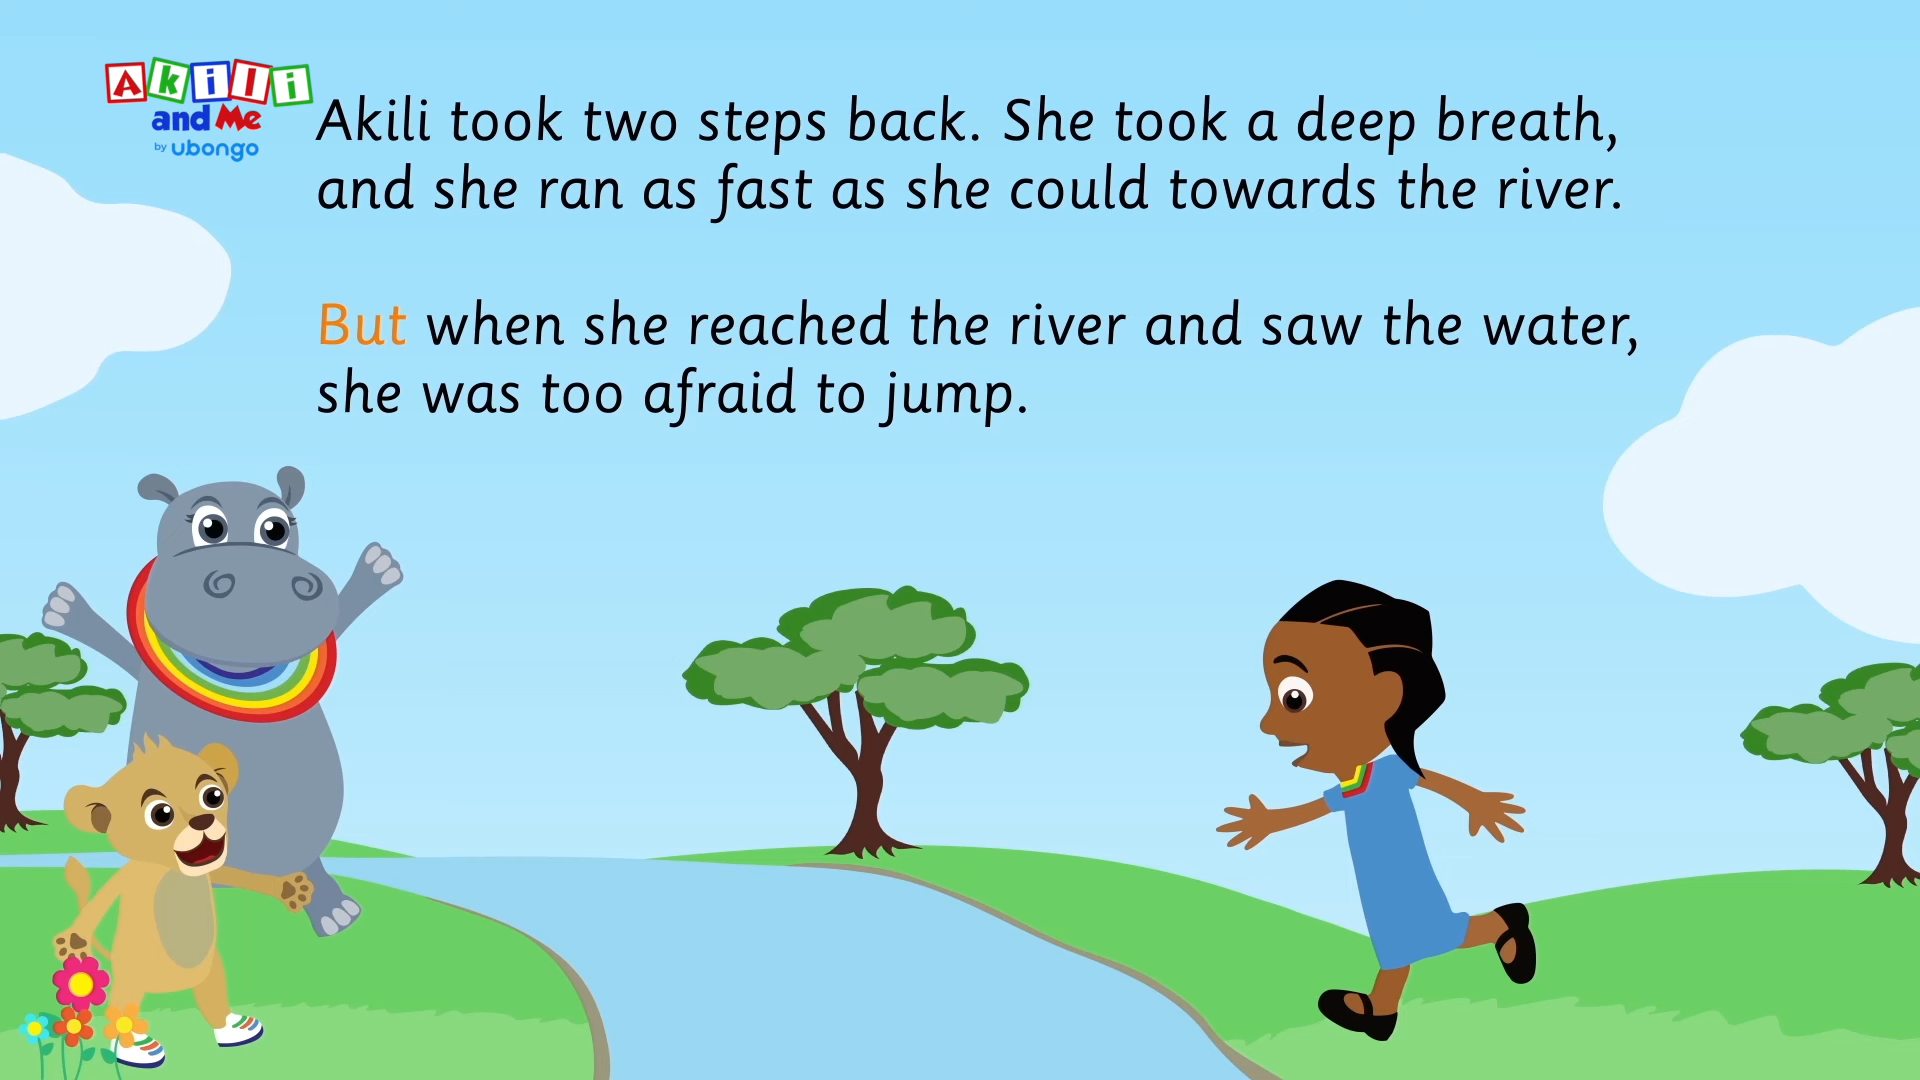 Akili
and Me
by ubongo
Akili took two steps back. She took a deep breath,
and she ran as fast as she could towards the river.
But when she reached the river and saw the water,
she was too afraid to jump.